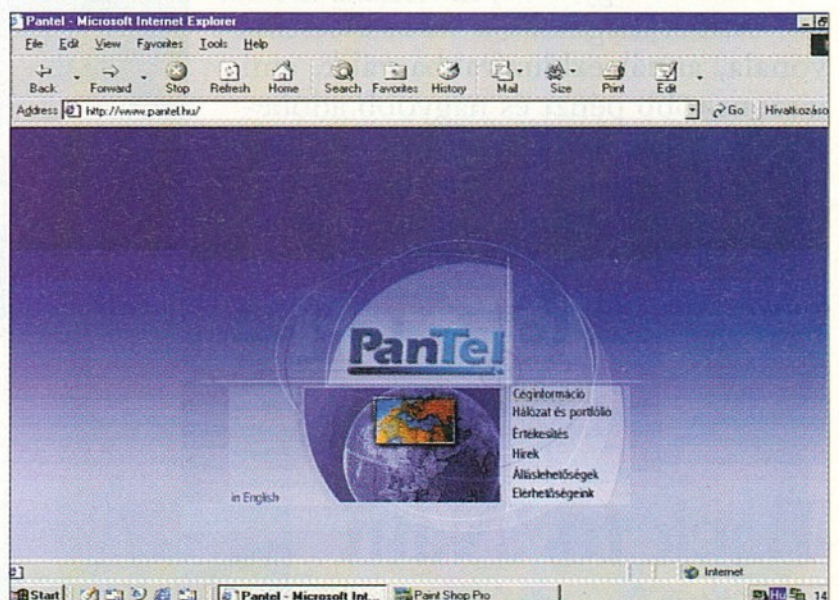 Pantel - Microsoft Internet Explorer
File Edit View Favorites Tools Help
Back Forward Stop Refresh Home Search Favorites History Mail Size Print Edit
Address http://www.pantel.hu/ Go Hivatkozáso
PanTel
Céginformáció
Hálózat és portfólió
Értékesítés
Hírek
Álláslehetőségek
Elérhetőségeink
in English
Internet
Start Pantel - Microsoft Int... Paint Shop Pro Hu 14